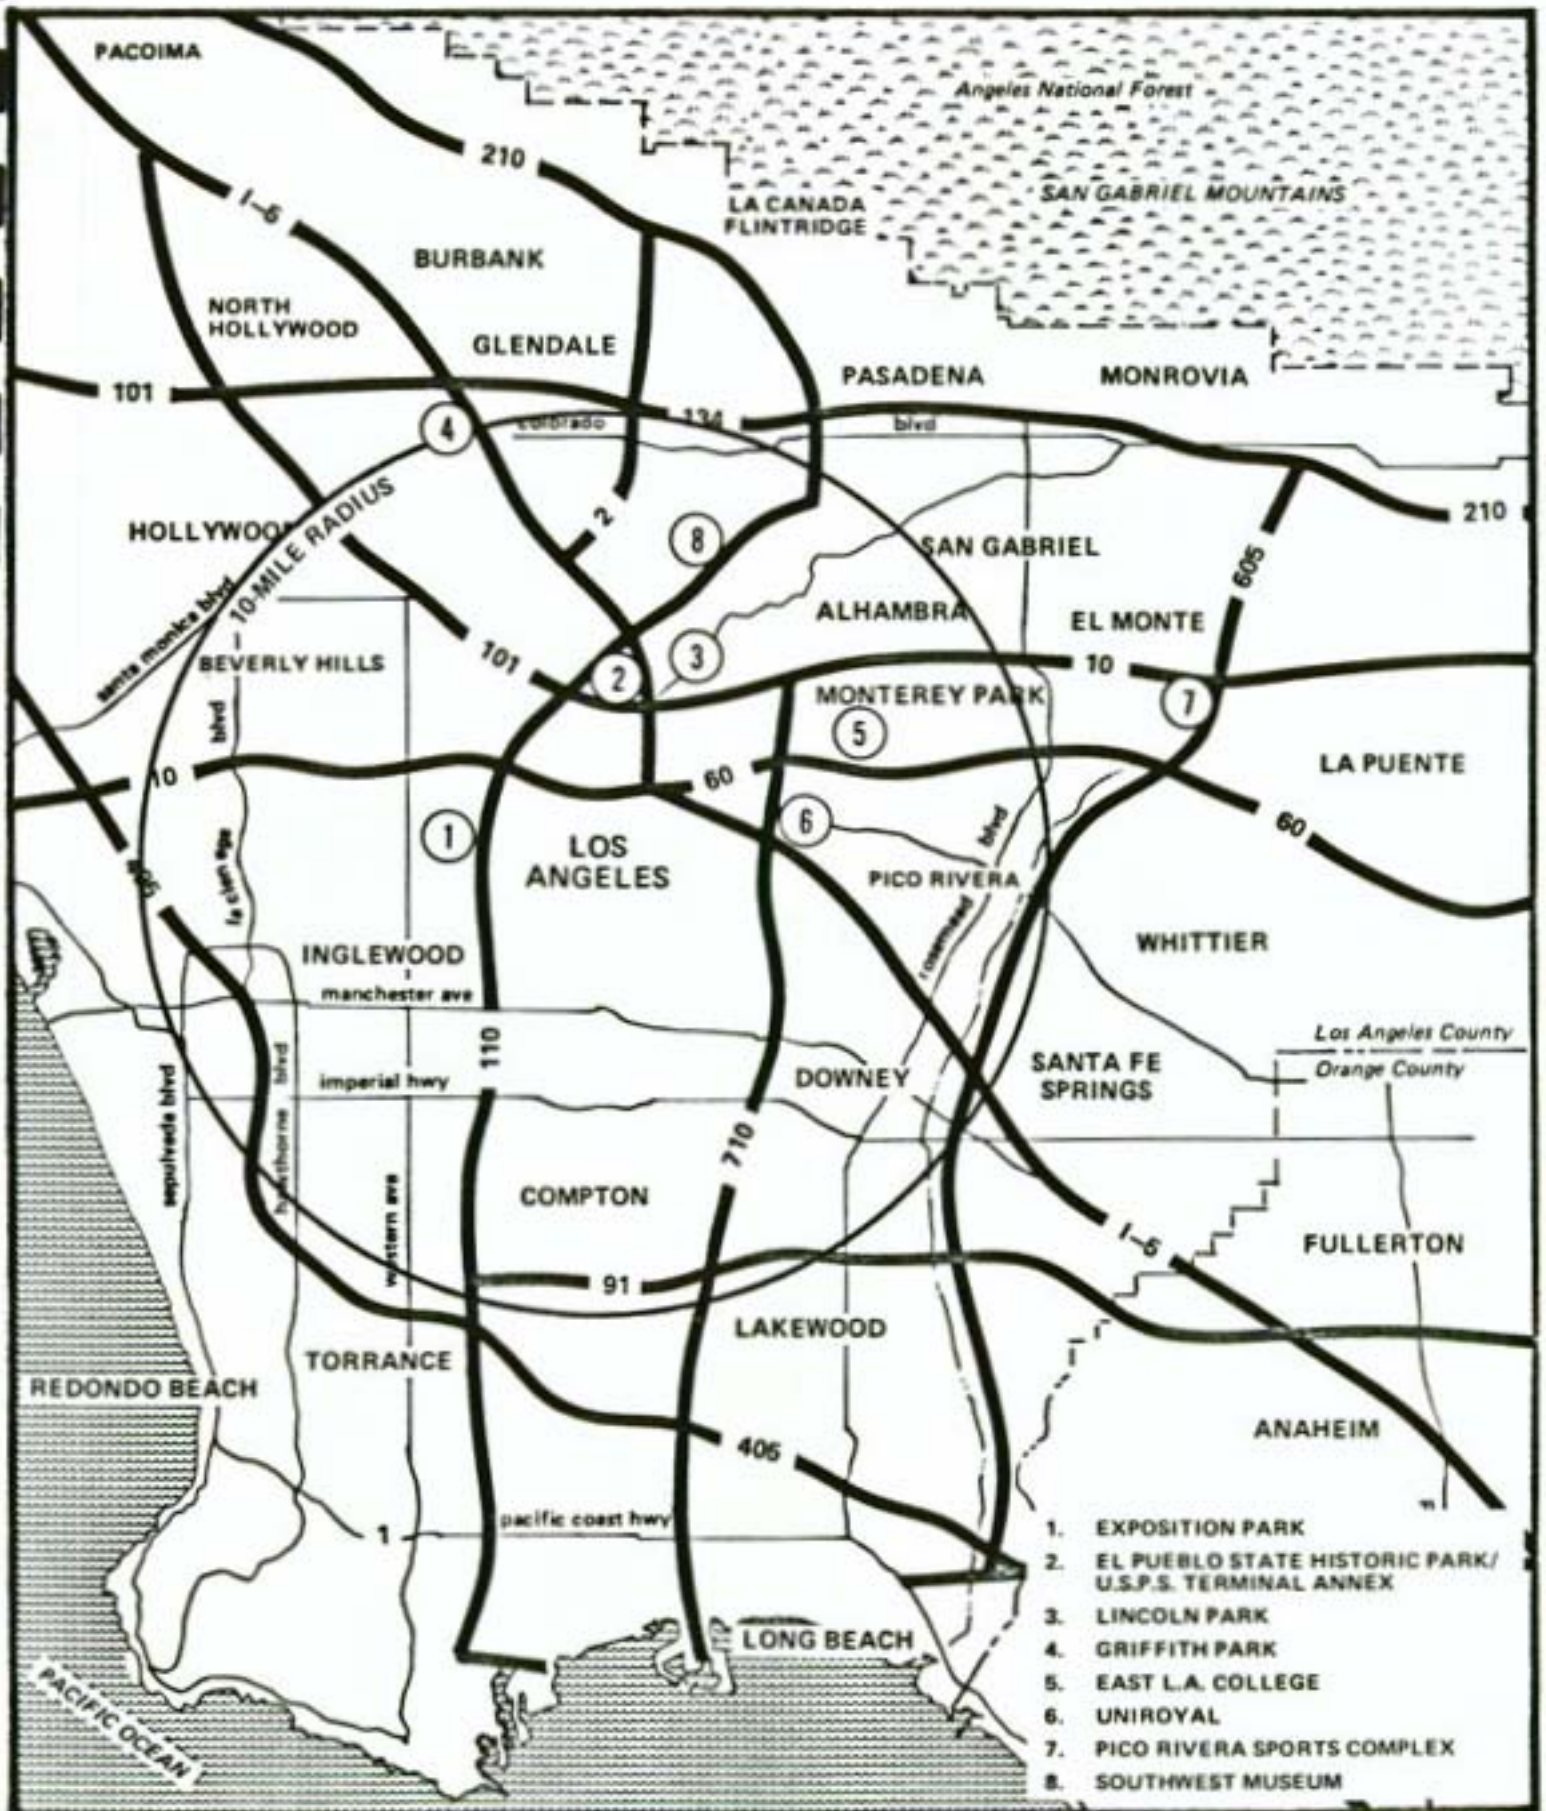 PACOIMA
Angeles National Forest
210
SAN GABRIEL MOUNTAINS
I-5
LA CANADA
FLINTRIDGE
BURBANK
NORTH
HOLLYWOOD
GLENDALE
PASADENA
MONROVIA
101
134
4
colorado
blvd
10-MILE RADIUS
2
210
HOLLYWOOD
8
SAN GABRIEL
605
santa monica blvd
ALHAMBRA
EL MONTE
101
3
BEVERLY HILLS
10
2
MONTEREY PARK
7
blvd
5
LA PUENTE
10
60
60
6
1
LOS
ANGELES
blvd
la cienega
405
PICO RIVERA
rosemead
INGLEWOOD
WHITTIER
manchester ave
Los Angeles County
110
SANTA FE
SPRINGS
Orange County
DOWNEY
imperial hwy
sepulveda blvd
hawthorne blvd
710
COMPTON
western ave
I-5
FULLERTON
91
LAKEWOOD
TORRANCE
REDONDO BEACH
ANAHEIM
405
pacific coast hwy
1
LONG BEACH
PACIFIC OCEAN
1. EXPOSITION PARK
2. EL PUEBLO STATE HISTORIC PARK/
U.S.P.S. TERMINAL ANNEX
3. LINCOLN PARK
4. GRIFFITH PARK
5. EAST L.A. COLLEGE
6. UNIROYAL
7. PICO RIVERA SPORTS COMPLEX
8. SOUTHWEST MUSEUM